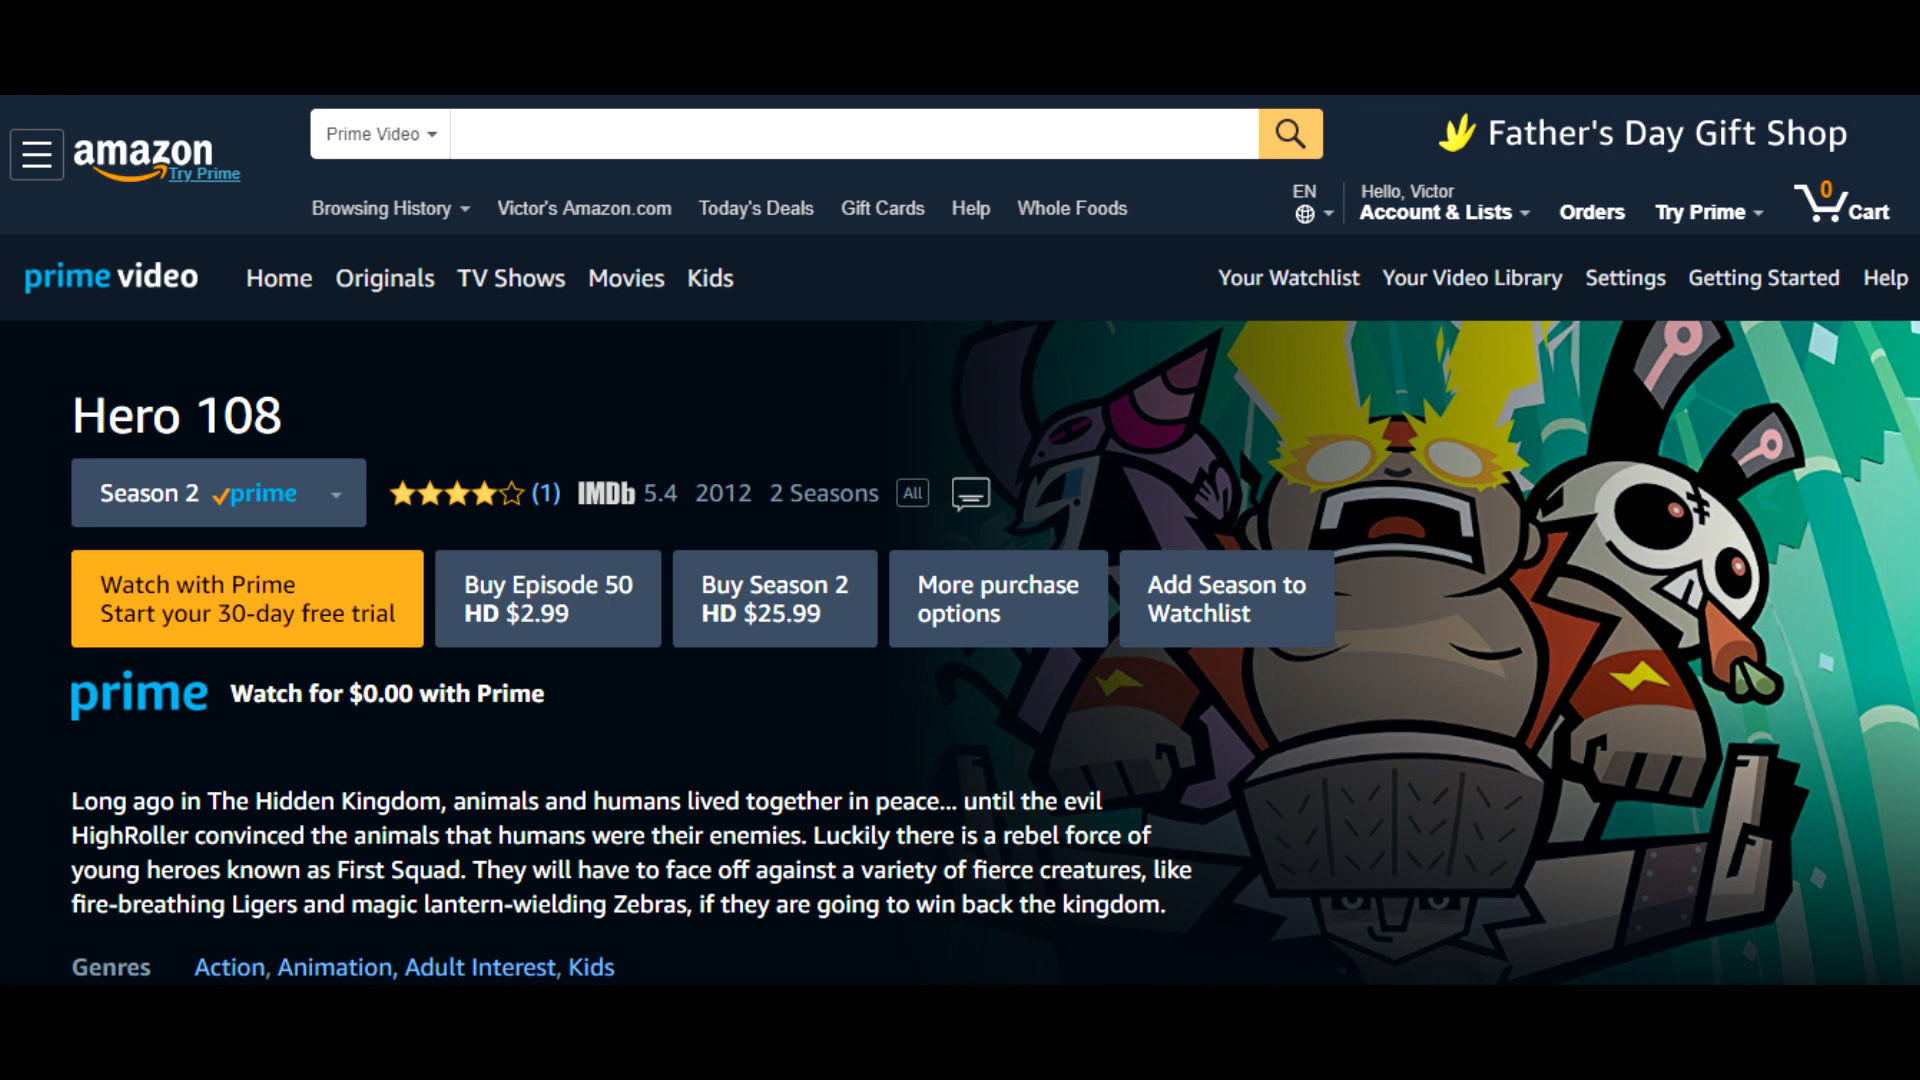 Prime Video
Father's Day Gift Shop
amazon
Try Prime
Browsing History Victor's Amazon.com Today's Deals Gift Cards Help Whole Foods
EN
Hello, Victor
Account & Lists Orders Try Prime 0 Cart
prime video Home Originals TV Shows Movies Kids Your Watchlist Your Video Library Settings Getting Started Help
Hero 108
Season 2 prime (1) IMDb 5.4 2012 2 Seasons All
Watch with Prime
Start your 30-day free trial
Buy Episode 50
HD $2.99
Buy Season 2
HD $25.99
More purchase
options
Add Season to
Watchlist
prime Watch for $0.00 with Prime
Long ago in The Hidden Kingdom, animals and humans lived together in peace... until the evil
HighRoller convinced the animals that humans were their enemies. Luckily there is a rebel force of
young heroes known as First Squad. They will have to face off against a variety of fierce creatures, like
fire-breathing Ligers and magic lantern-wielding Zebras, if they are going to win back the kingdom.
Genres Action, Animation, Adult Interest, Kids